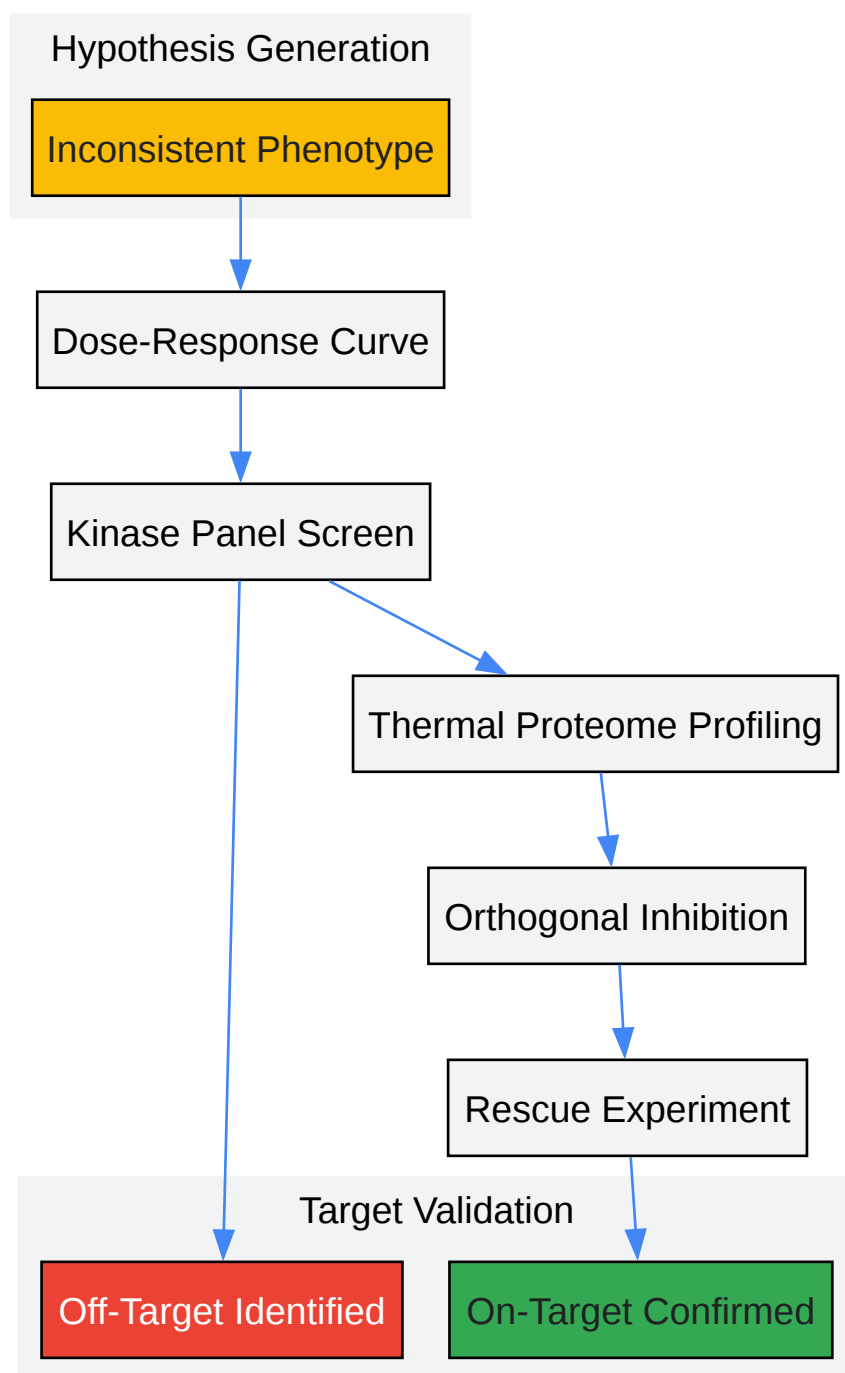 Hypothesis Generation
Inconsistent Phenotype
Dose-Response Curve
Kinase Panel Screen
Thermal Proteome Profiling
Orthogonal Inhibition
Rescue Experiment
Target Validation
Off-Target Identified
On-Target Confirmed